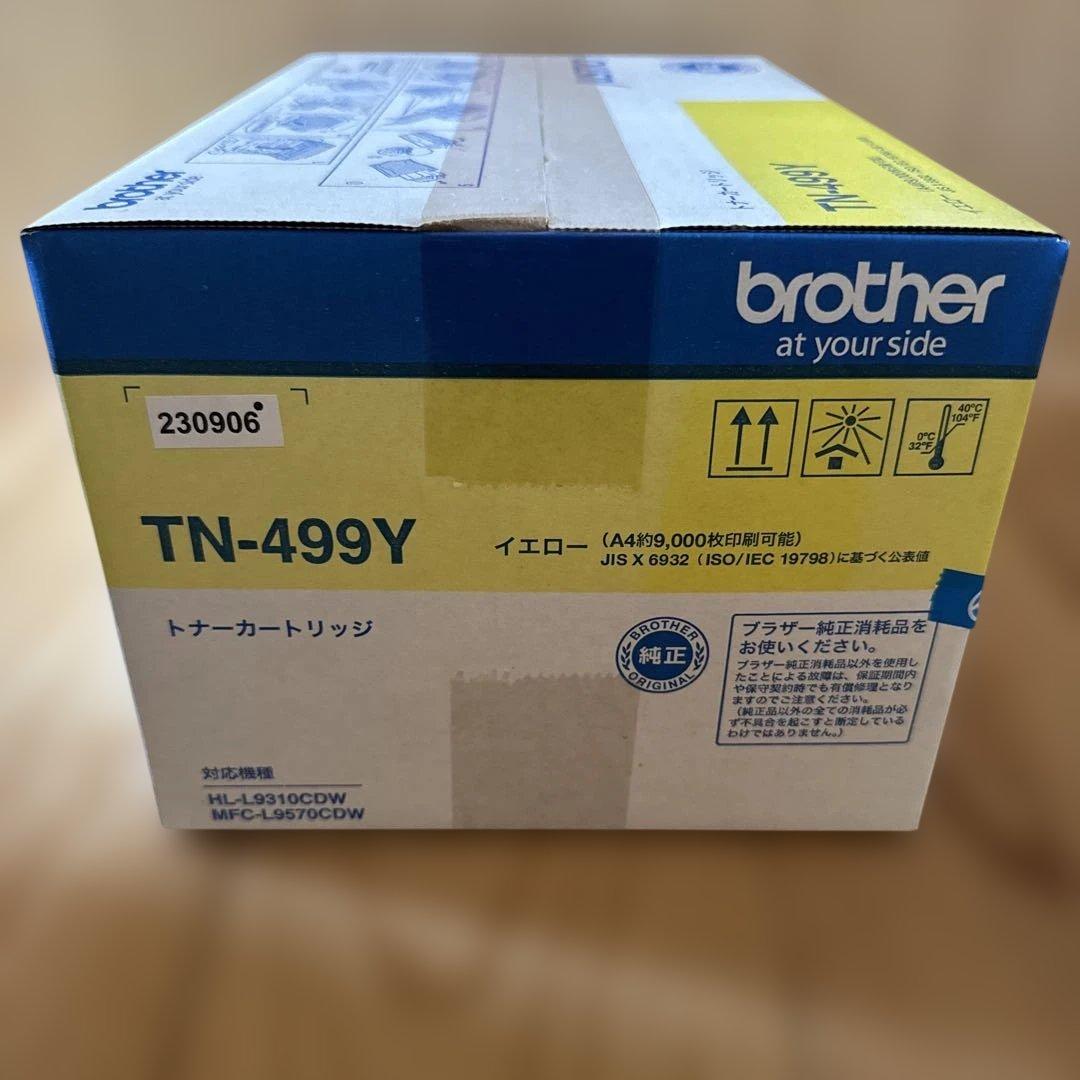 brother
at your side
TN-499Y
brother
at your side
230906
40℃
104°F
0℃
32°F
TN-499Y
イエロー
(A4約9,000枚印刷可能)
JIS X 6932 (ISO/IEC 19798)に基づく公表値
トナーカートリッジ
BROTHER
純正
ORIGINAL
ブラザー純正消耗品を
お使いください。
ブラザー純正消耗品以外を使用し
たことによる故障は、保証期間内
や保守契約時でも有償修理となり
ますのでご注意ください。
(純正品以外の全ての消耗品が必
ず不具合を起こすと断定している
わけではありません。)
対応機種
HL-L9310CDW
MFC-L9570CDW